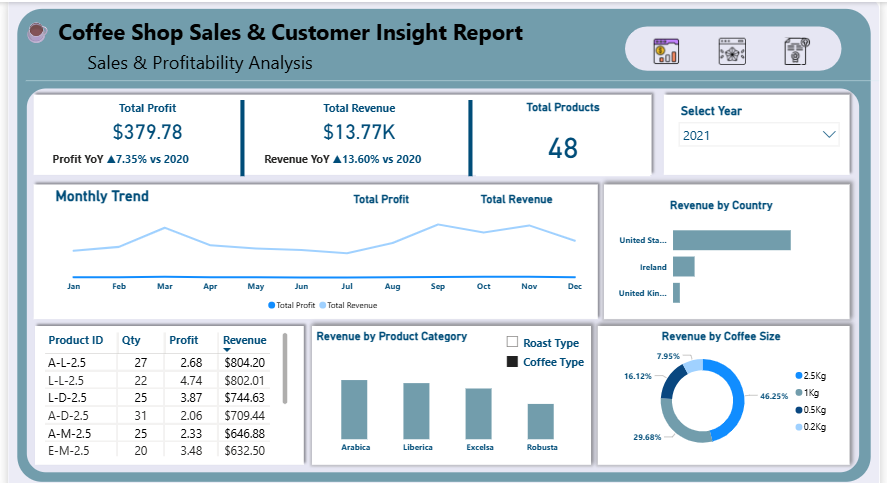 Coffee Shop Sales & Customer Insight Report
Sales & Profitability Analysis
Total Profit
$379.78
Profit YoY ▲7.35% vs 2020
Total Revenue
$13.77K
Revenue YoY ▲13.60% vs 2020
Total Products
48
Select Year
2021
Monthly Trend
Total Profit Total Revenue
Jan Feb Mar Apr May Jun Jul Aug Sep Oct Nov Dec
Total Profit Total Revenue
Revenue by Country
United Sta...
Ireland
United Kin...
Product ID Qty Profit Revenue
A-L-2.5 27 2.68 $804.20
L-L-2.5 22 4.74 $802.01
L-D-2.5 25 3.87 $744.63
A-D-2.5 31 2.06 $709.44
A-M-2.5 25 2.33 $646.88
E-M-2.5 20 3.48 $632.50
Revenue by Product Category
Roast Type
Coffee Type
Arabica Liberica Excelsa Robusta
Revenue by Coffee Size
7.95%
16.12%
46.25%
29.68%
2.5Kg
1Kg
0.5Kg
0.2Kg